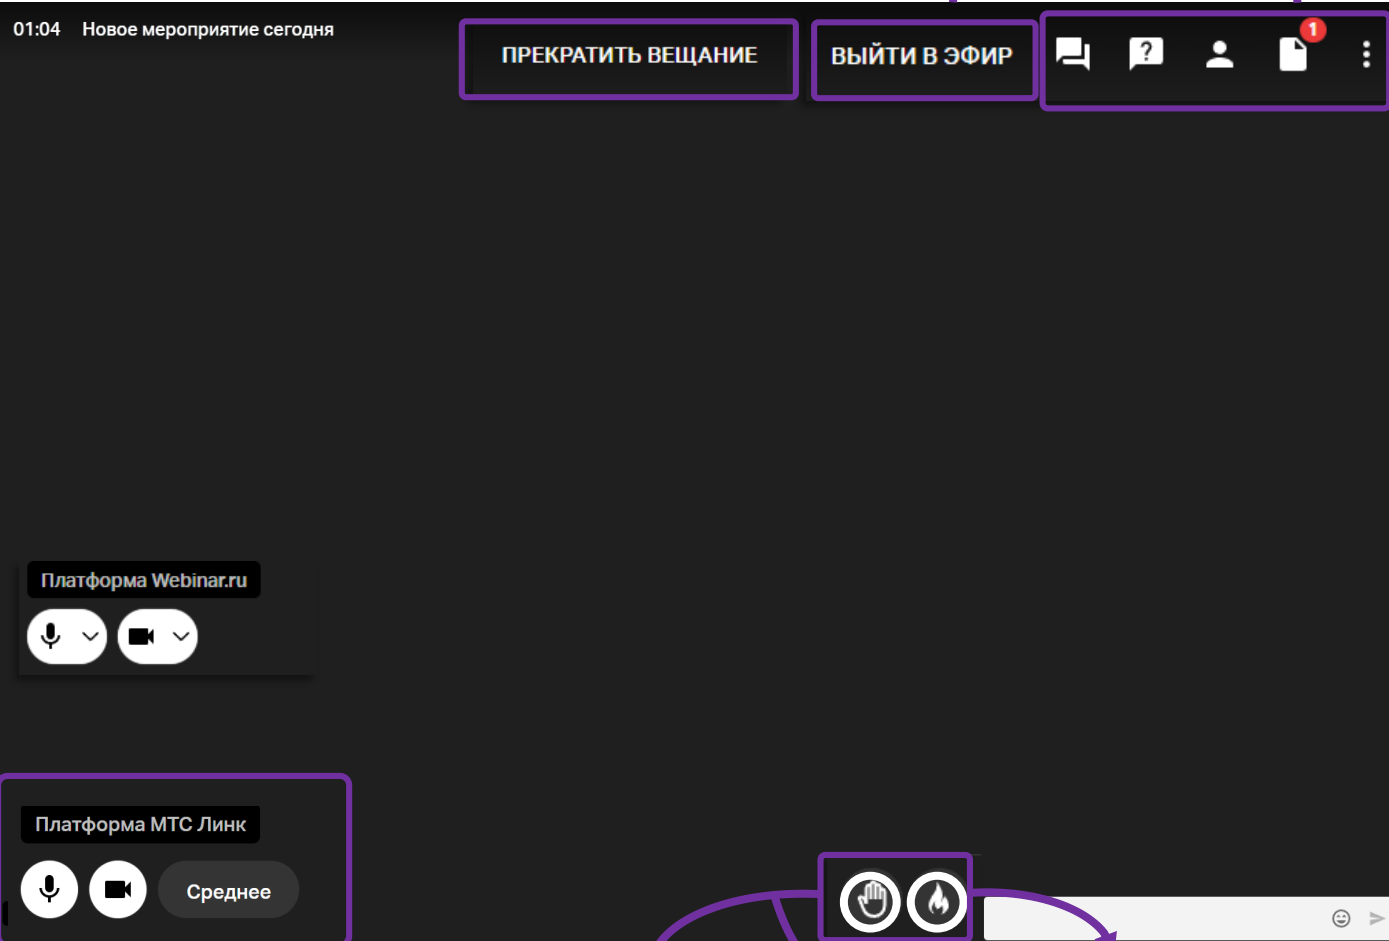 01:04 Новое мероприятие сегодня
ПРЕКРАТИТЬ ВЕЩАНИЕ
ВЫЙТИ В ЭФИР
?
1
Платформа Webinar.ru
Платформа МТС Линк
Среднее